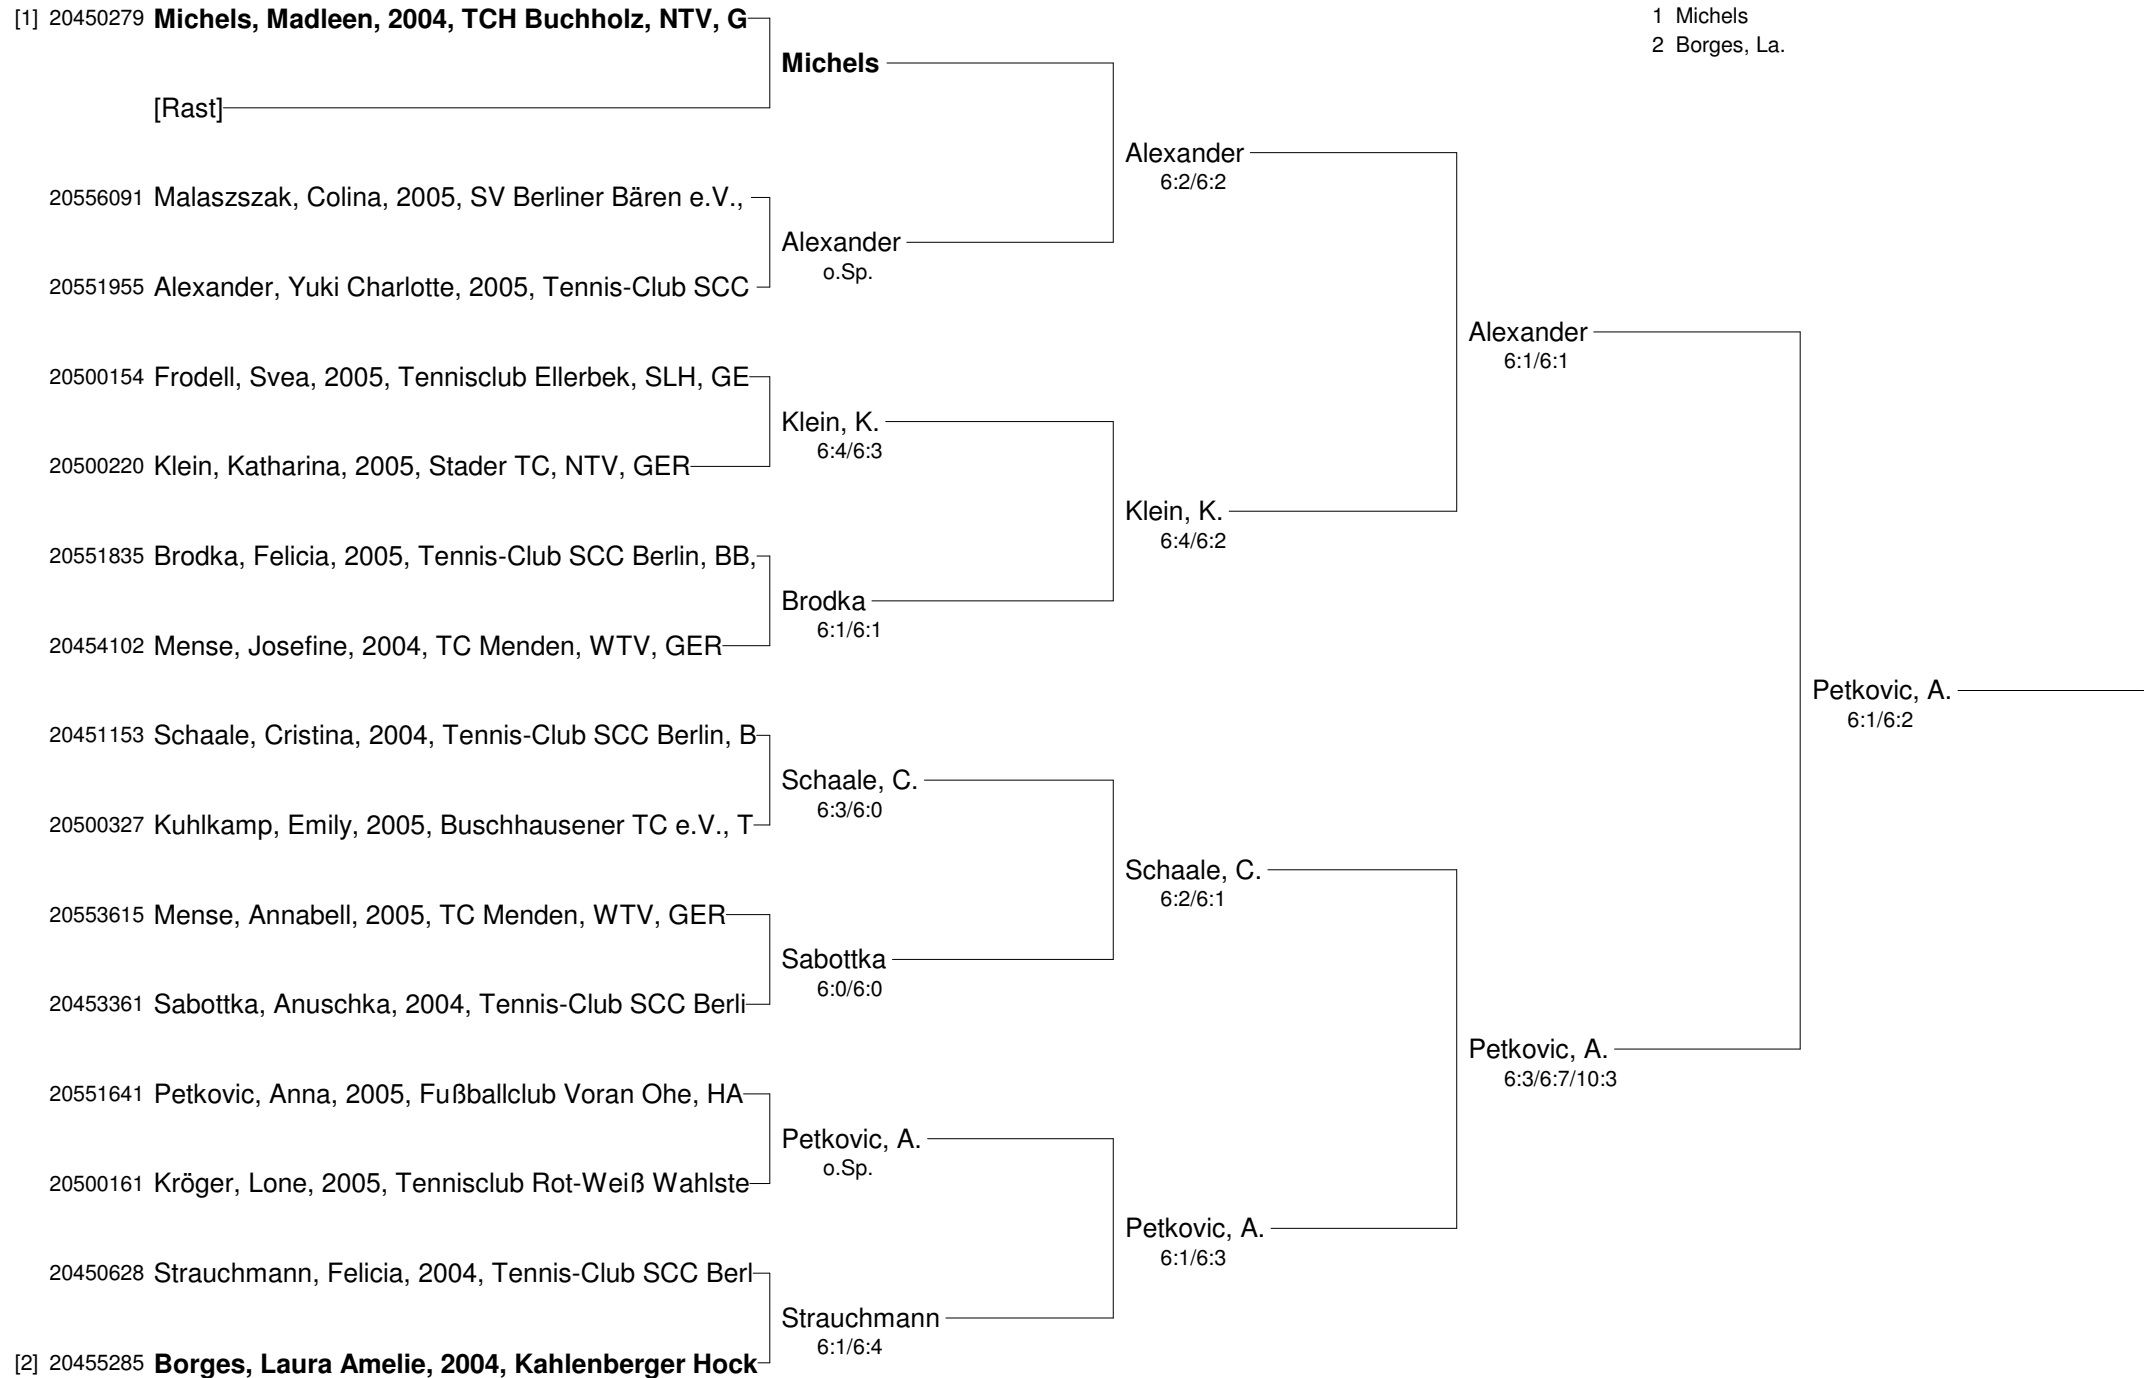 [1] 20450279 Michels, Madleen, 2004, TCH Buchholz, NTV, G
1 Michels
2 Borges, La.
Michels
[Rast]
Alexander
6:2/6:2
20556091 Malaszszak, Colina, 2005, SV Berliner Bären e.V.,
Alexander
o.Sp.
20551955 Alexander, Yuki Charlotte, 2005, Tennis-Club SCC
Alexander
6:1/6:1
20500154 Frodell, Svea, 2005, Tennisclub Ellerbek, SLH, GE
Klein, K.
6:4/6:3
20500220 Klein, Katharina, 2005, Stader TC, NTV, GER
Klein, K.
6:4/6:2
20551835 Brodka, Felicia, 2005, Tennis-Club SCC Berlin, BB,
Brodka
6:1/6:1
20454102 Mense, Josefine, 2004, TC Menden, WTV, GER
Petkovic, A.
6:1/6:2
20451153 Schaale, Cristina, 2004, Tennis-Club SCC Berlin, B
Schaale, C.
6:3/6:0
20500327 Kuhlkamp, Emily, 2005, Buschhausener TC e.V., T
Schaale, C.
6:2/6:1
20553615 Mense, Annabell, 2005, TC Menden, WTV, GER
Sabottka
6:0/6:0
20453361 Sabottka, Anuschka, 2004, Tennis-Club SCC Berli
Petkovic, A.
6:3/6:7/10:3
20551641 Petkovic, Anna, 2005, Fußballclub Voran Ohe, HA
Petkovic, A.
o.Sp.
20500161 Kröger, Lone, 2005, Tennisclub Rot-Weiß Wahlste
Petkovic, A.
6:1/6:3
20450628 Strauchmann, Felicia, 2004, Tennis-Club SCC Berl
Strauchmann
6:1/6:4
[2] 20455285 Borges, Laura Amelie, 2004, Kahlenberger Hock